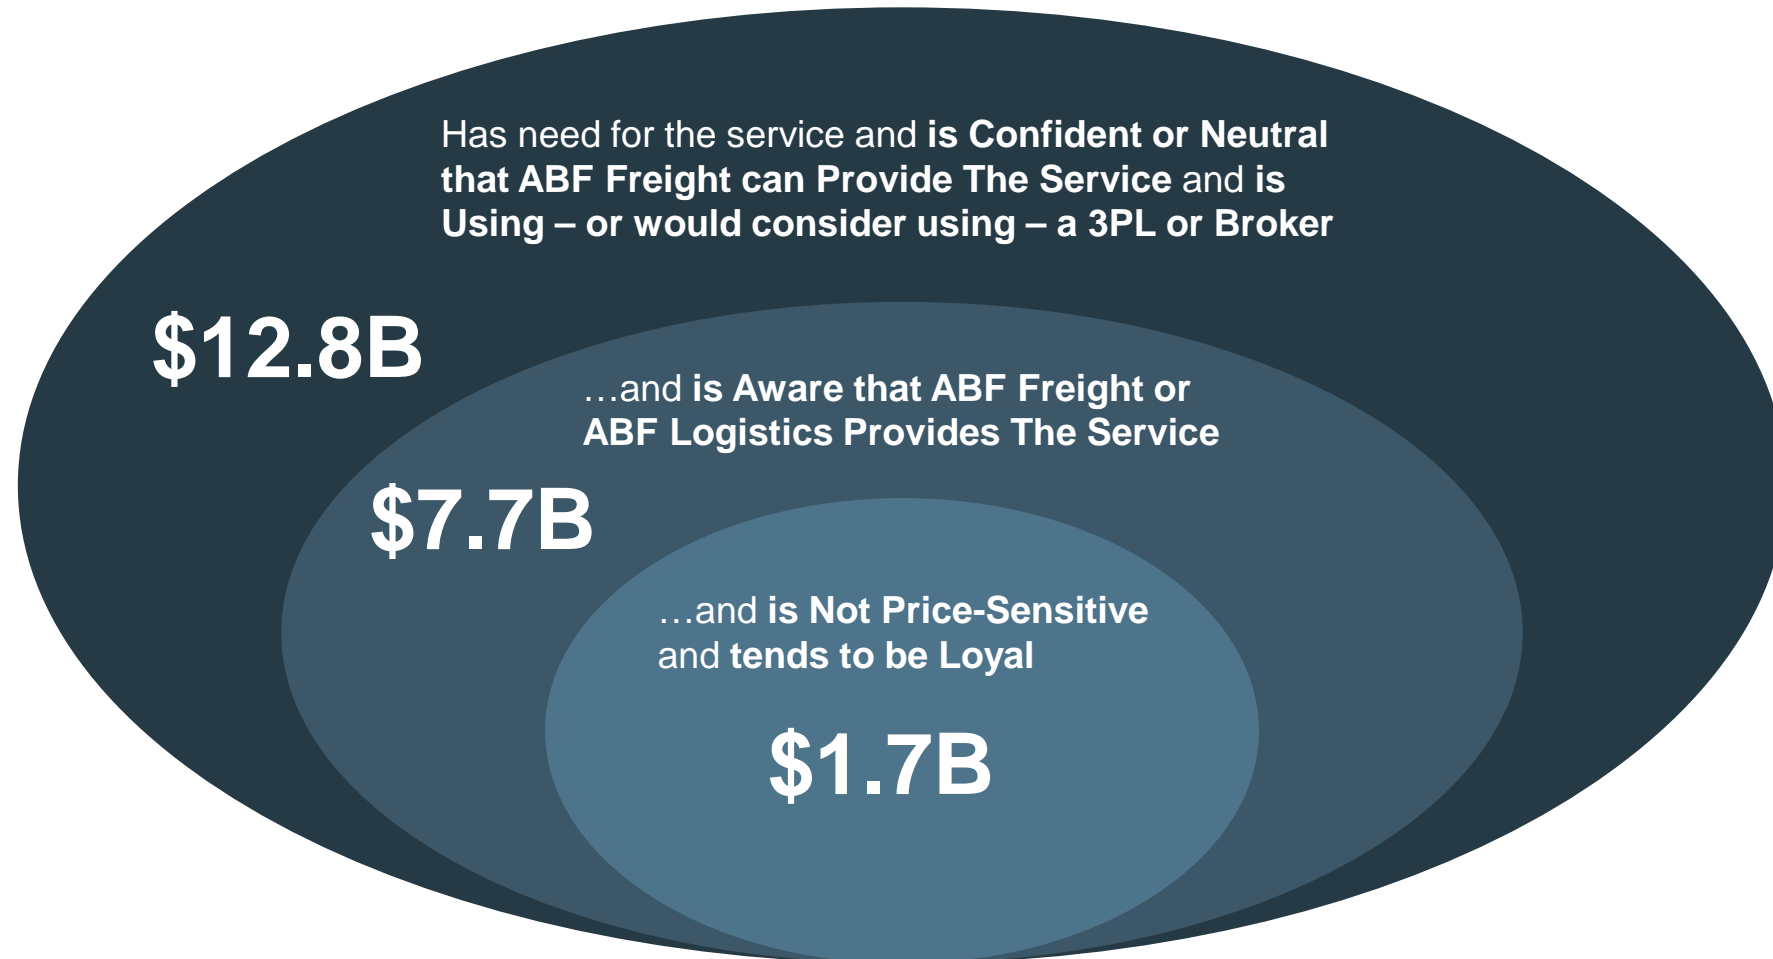 Has need for the service and is Confident or Neutral
that ABF Freight can Provide The Service and is
Using – or would consider using – a 3PL or Broker
$12.8B
…and is Aware that ABF Freight or
ABF Logistics Provides The Service
$7.7B
…and is Not Price-Sensitive
and tends to be Loyal
$1.7B